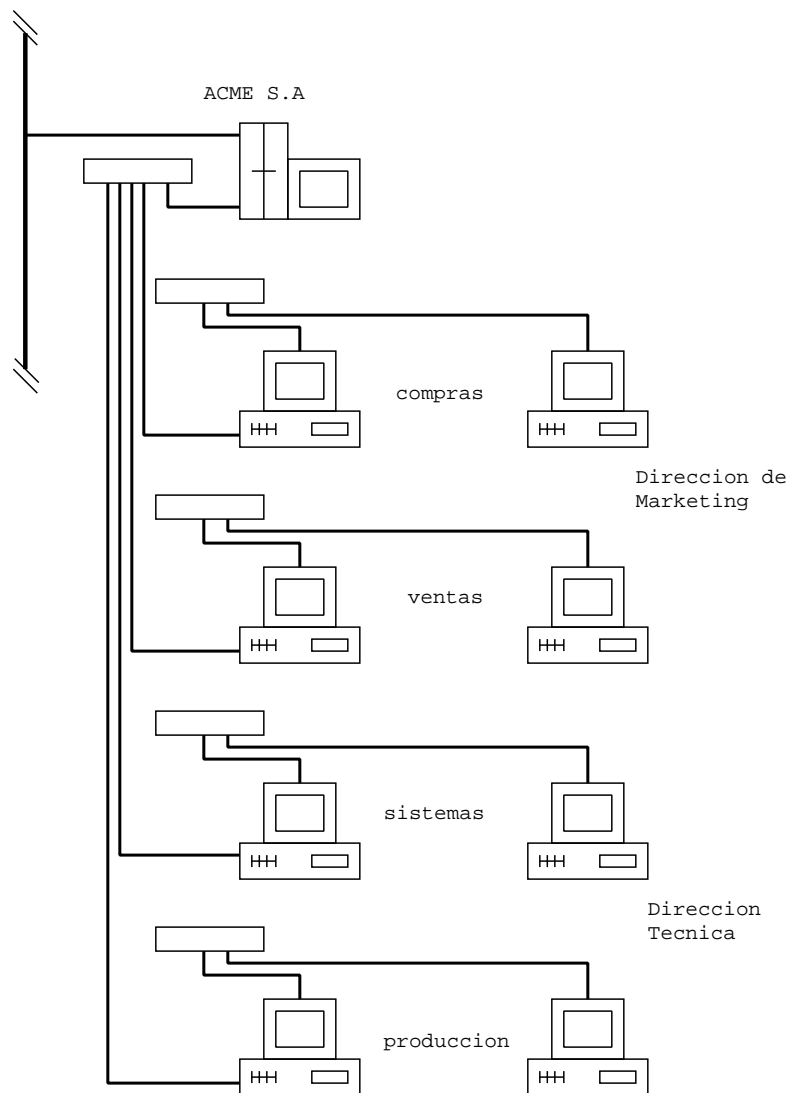 ACME S.A
compras
Direccion de
Marketing
ventas
sistemas
Direccion
Tecnica
produccion